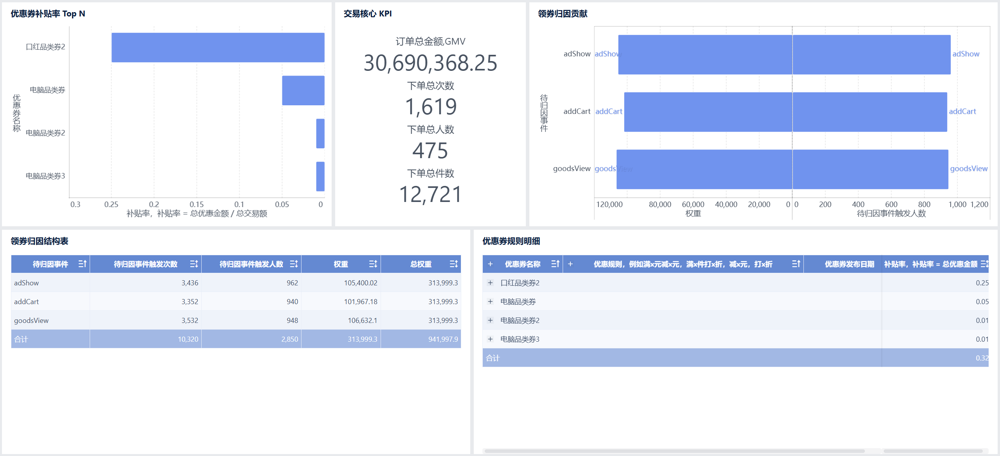 优惠券补贴率 Top N
优惠券名称
口红品类券2
电脑品类券
电脑品类券2
电脑品类券3
0.3 0.25 0.2 0.15 0.1 0.05 0
补贴率，补贴率 = 总优惠金额 / 总交易额
交易核心 KPI
订单总金额,GMV
30,690,368.25
下单总次数
1,619
下单总人数
475
下单总件数
12,721
领券归因贡献
待归因事件
adShow adShow adShow
addCart addCart addCart
goodsView goodsView goodsView
120,000 80,000 60,000 40,000 20,000 0 0 200 400 600 800 1,000 1,200
权重 待归因事件触发人数
领券归因结构表
待归因事件 待归因事件触发次数 待归因事件触发人数 权重 总权重
adShow 3,436 962 105,400.02 313,999.3
addCart 3,352 940 101,967.18 313,999.3
goodsView 3,532 948 106,632.1 313,999.3
合计 10,320 2,850 313,999.3 941,997.9
优惠券规则明细
+ 优惠券名称 + 优惠规则，例如满x元减x元，满x件打x折，减x元，打x折 优惠券发布日期 补贴率，补贴率 = 总优惠金额
+ 口红品类券2 0.25
+ 电脑品类券 0.05
+ 电脑品类券2 0.01
+ 电脑品类券3 0.01
合计 0.32